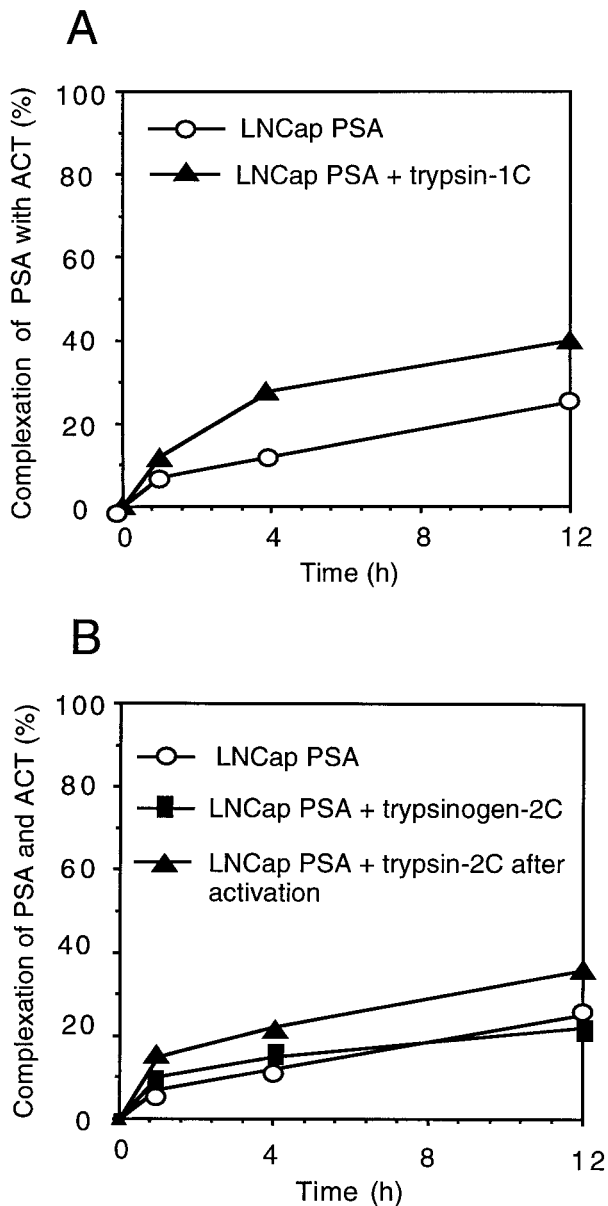 A
Complexation of PSA with ACT (%)
100
80
60
40
20
0
LNCap PSA
LNCap PSA + trypsin-1C
0 4 8 12
Time (h)
B
Complexation of PSA and ACT (%)
100
80
60
40
20
0
LNCap PSA
LNCap PSA + trypsinogen-2C
LNCap PSA + trypsin-2C after
activation
0 4 8 12
Time (h)